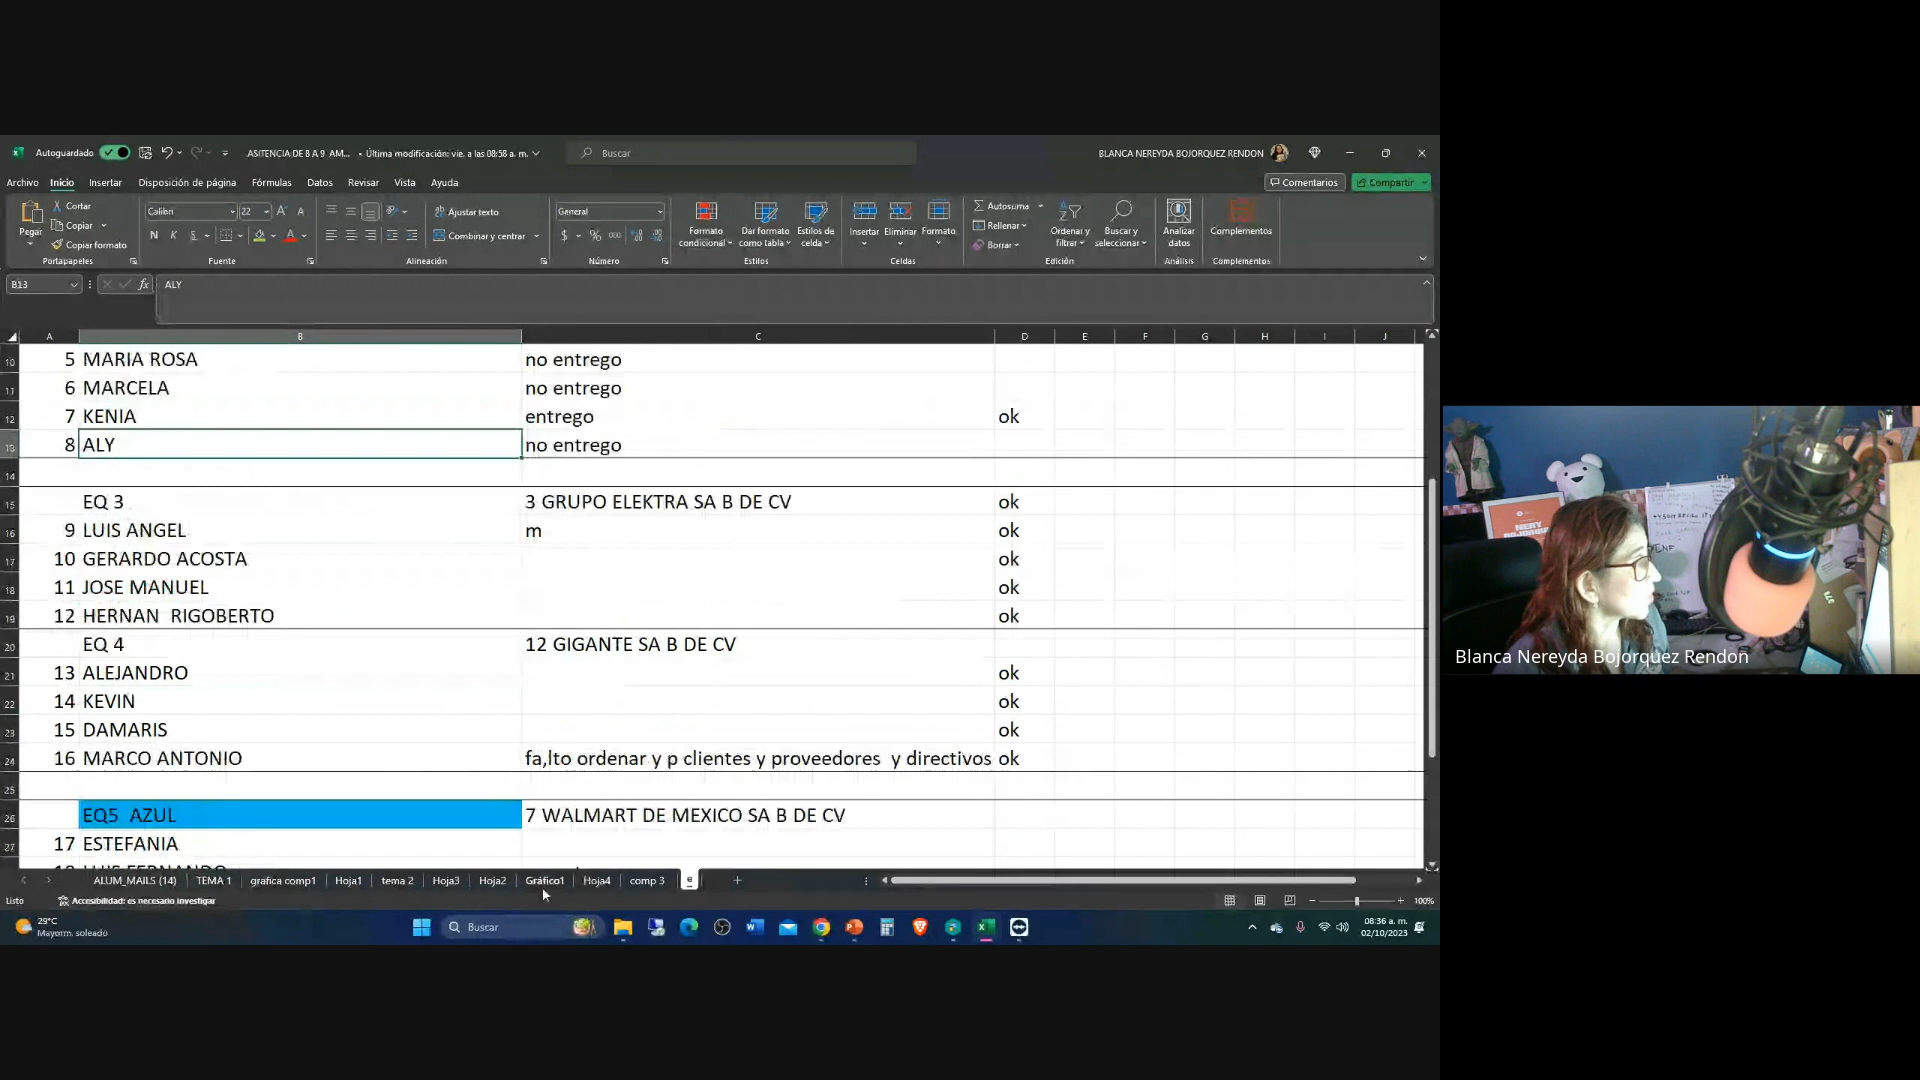 Autoguardado
ASITENCIA DE 8 A 9 AM... • Última modificación: vie. a las 08:58 a. m.
Buscar
BLANCA NEREYDA BOJORQUEZ RENDON
Archivo Inicio Insertar Disposición de página Fórmulas Datos Revisar Vista Ayuda
Comentarios Compartir
Pegar
Cortar
Copiar
Copiar formato
Portapapeles
Calibri 22
N K S
Fuente
Ajustar texto
Combinar y centrar
Alineación
General
$ % 000
Número
Formato condicional
Dar formato como tabla
Estilos de celda
Estilos
Insertar Eliminar Formato
Celdas
Autosuma
Rellenar
Borrar
Ordenar y filtrar
Buscar y seleccionar
Edición
Analizar datos
Análisis
Complementos
Complementos
B13 fx ALY
A B C D E F G H I J
10 5 MARIA ROSA no entrego
11 6 MARCELA no entrego
12 7 KENIA entrego ok
13 8 ALY no entrego
14
15 EQ 3 3 GRUPO ELEKTRA SA B DE CV ok
16 9 LUIS ANGEL m ok
17 10 GERARDO ACOSTA ok
18 11 JOSE MANUEL ok
19 12 HERNAN  RIGOBERTO ok
20 EQ 4 12 GIGANTE SA B DE CV
21 13 ALEJANDRO ok
22 14 KEVIN ok
23 15 DAMARIS ok
24 16 MARCO ANTONIO fa,lto ordenar y p clientes y proveedores  y directivos ok
25
26 EQ5  AZUL 7 WALMART DE MEXICO SA B DE CV
27 17 ESTEFANIA
ALUM_MAILS (14) TEMA 1 grafica comp1 Hoja1 tema 2 Hoja3 Hoja2 Gráfico1 Hoja4 comp 3 e
Listo Accesibilidad: es necesario investigar 100%
29°C
Mayorm. soleado
Buscar
08:36 a. m.
02/10/2023
NERY
Blanca Nereyda Bojorquez Rendon